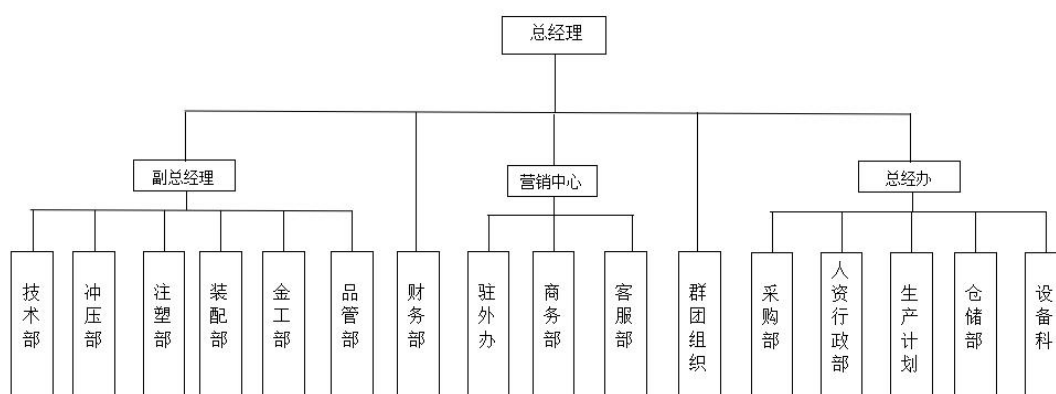 总经理
副总经理
营销中心
总经办
技术部
冲压部
注塑部
装配部
金工部
品管部
财务部
驻外办
商务部
客服部
群团组织
采购部
人资行政部
生产计划
仓储部
设备科